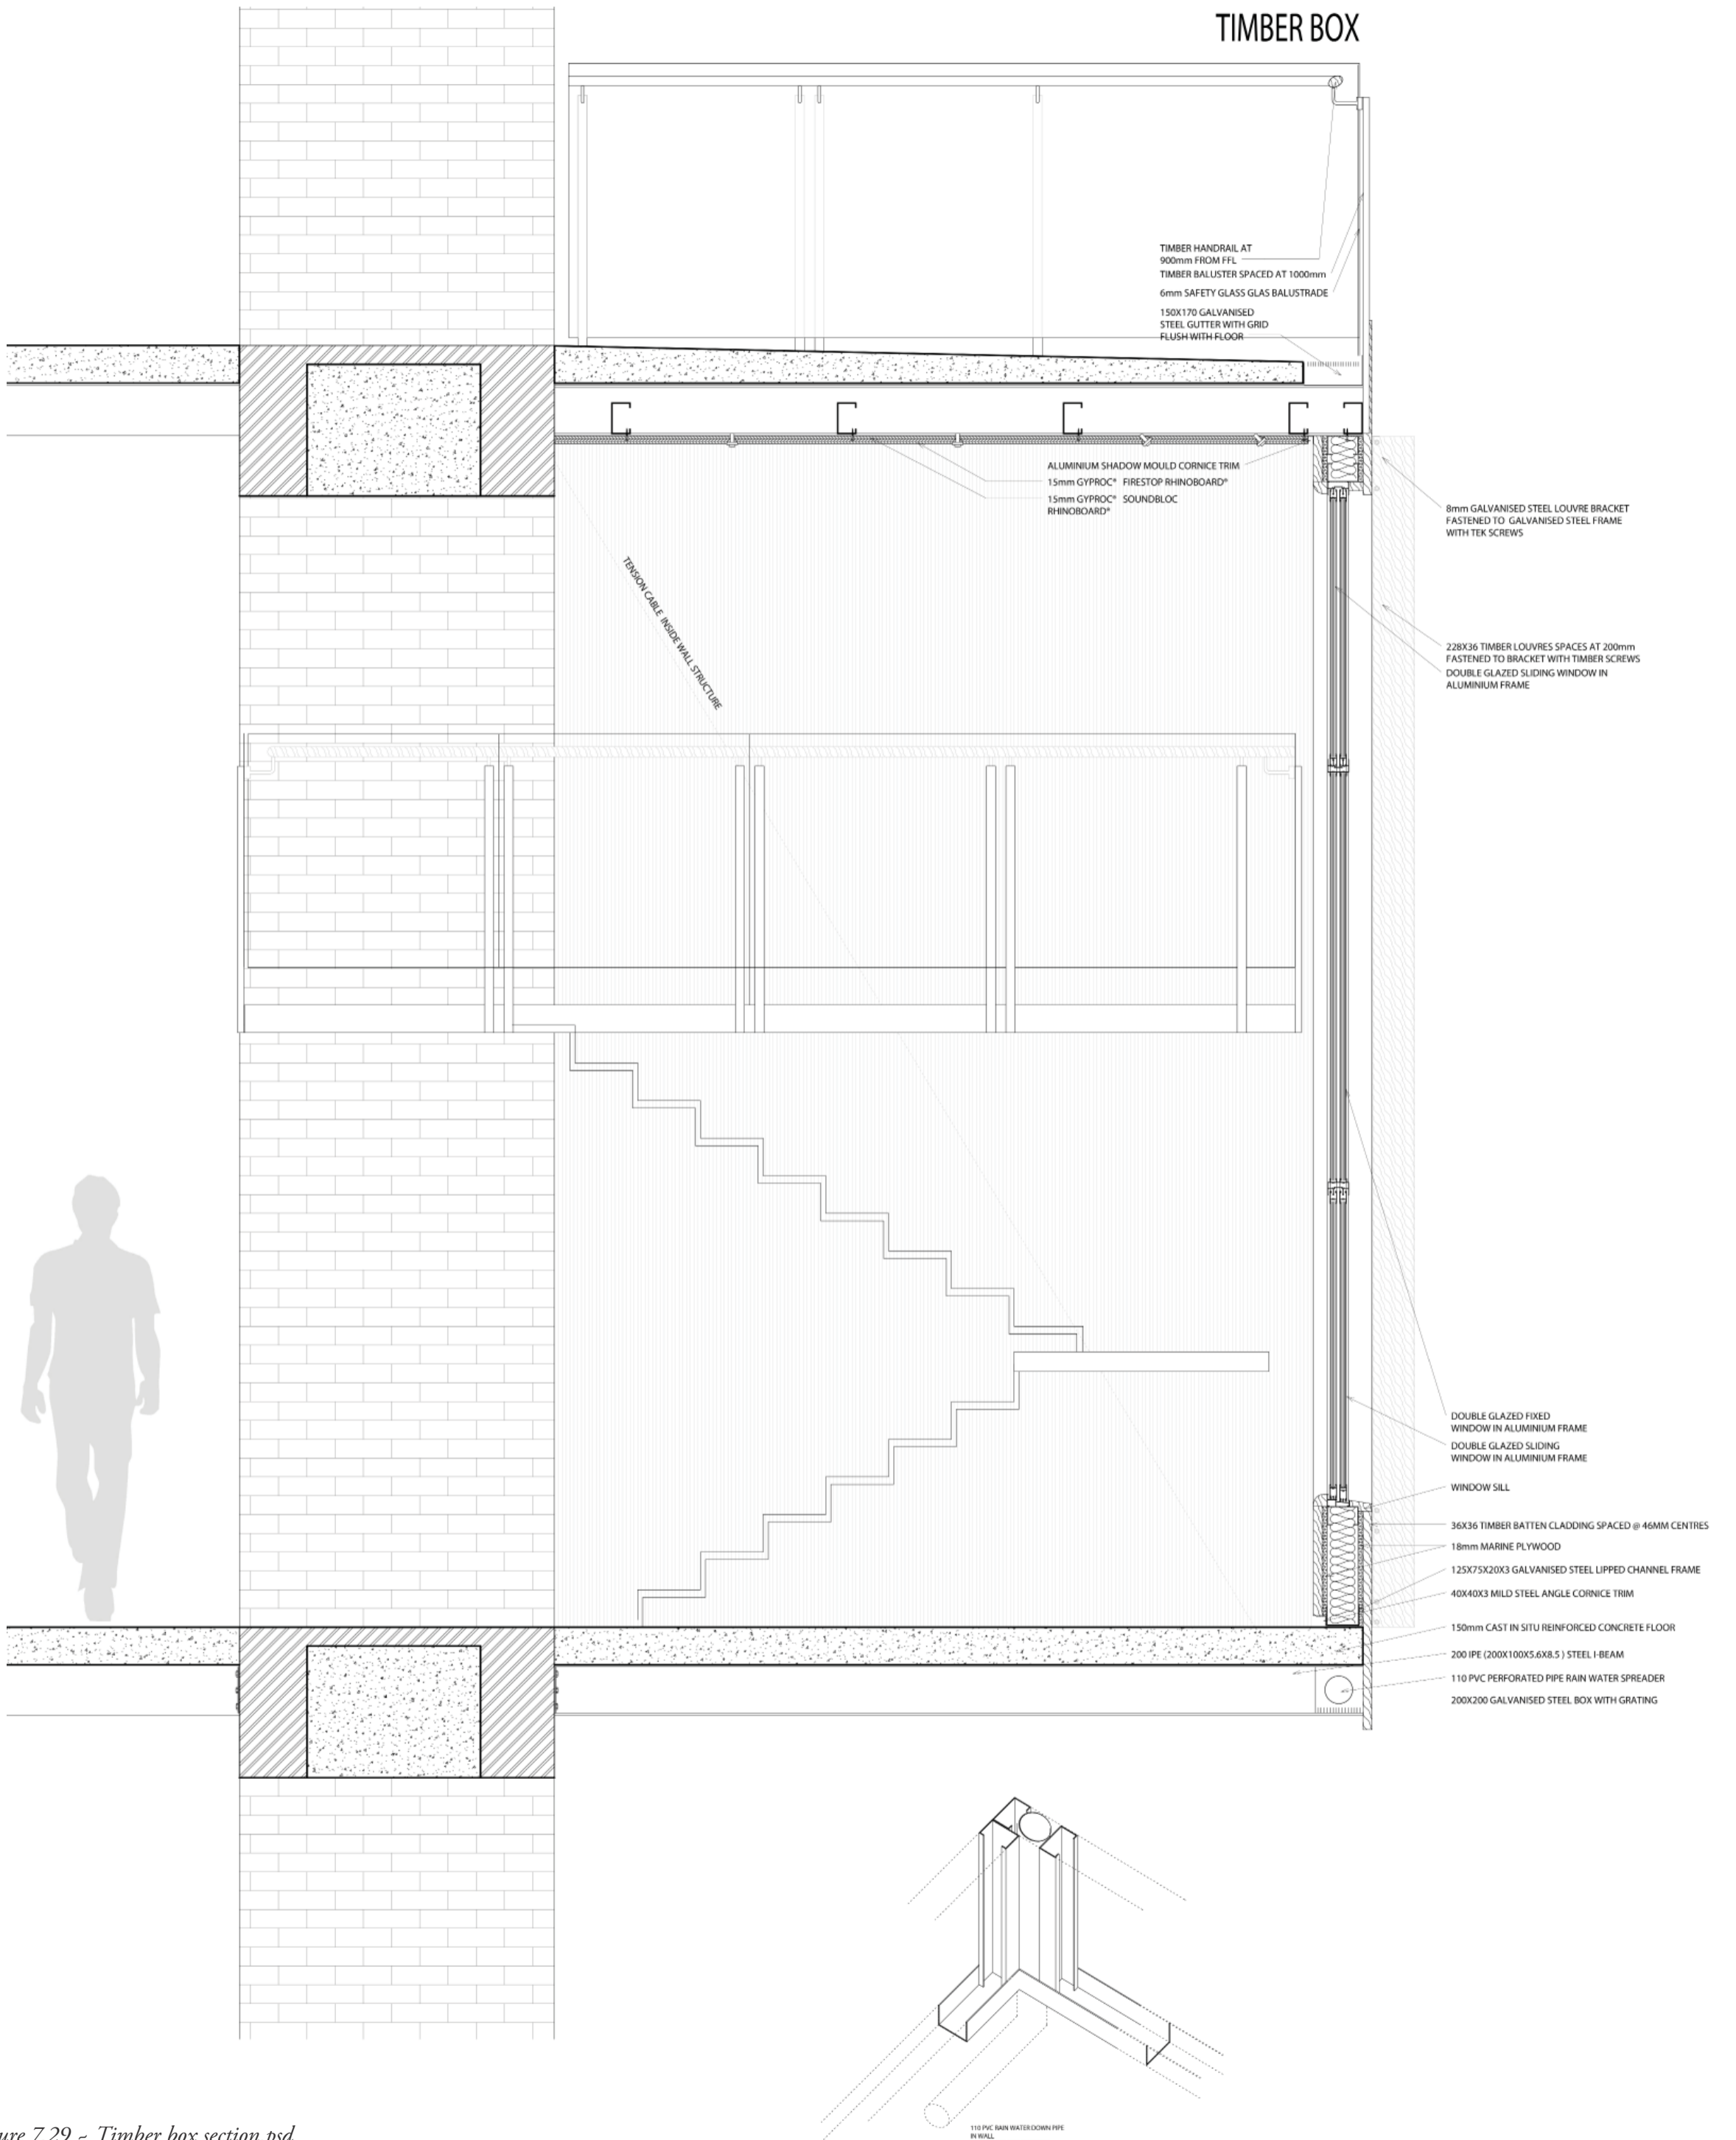 TIMBER BOX
TIMBER HANDRAIL AT
900mm FROM FFL
TIMBER BALUSTER SPACED AT 1000mm
6mm SAFETY GLASS GLAS BALUSTRADE
150X170 GALVANISED
STEEL GUTTER WITH GRID
FLUSH WITH FLOOR
ALUMINIUM SHADOW MOULD CORNICE TRIM
15mm GYPROC® FIRESTOP RHINOBOARD®
15mm GYPROC® SOUNDBLOC
RHINOBOARD®
8mm GALVANISED STEEL LOUVRE BRACKET
FASTENED TO GALVANISED STEEL FRAME
WITH TEK SCREWS
TENSION CABLE INSIDE WALL STRUCTURE
228X36 TIMBER LOUVRES SPACES AT 200mm
FASTENED TO BRACKET WITH TIMBER SCREWS
DOUBLE GLAZED SLIDING WINDOW IN
ALUMINIUM FRAME
DOUBLE GLAZED FIXED
WINDOW IN ALUMINIUM FRAME
DOUBLE GLAZED SLIDING
WINDOW IN ALUMINIUM FRAME
WINDOW SILL
36X36 TIMBER BATTEN CLADDING SPACED @ 46MM CENTRES
18mm MARINE PLYWOOD
125X75X20X3 GALVANISED STEEL LIPPED CHANNEL FRAME
40X40X3 MILD STEEL ANGLE CORNICE TRIM
150mm CAST IN SITU REINFORCED CONCRETE FLOOR
200 IPE (200X100X5.6X8.5 ) STEEL I-BEAM
110 PVC PERFORATED PIPE RAIN WATER SPREADER
200X200 GALVANISED STEEL BOX WITH GRATING
110 PVC RAIN WATER DOWN PIPE
IN WALL
ure 7.29 ~ Timber box section.psd